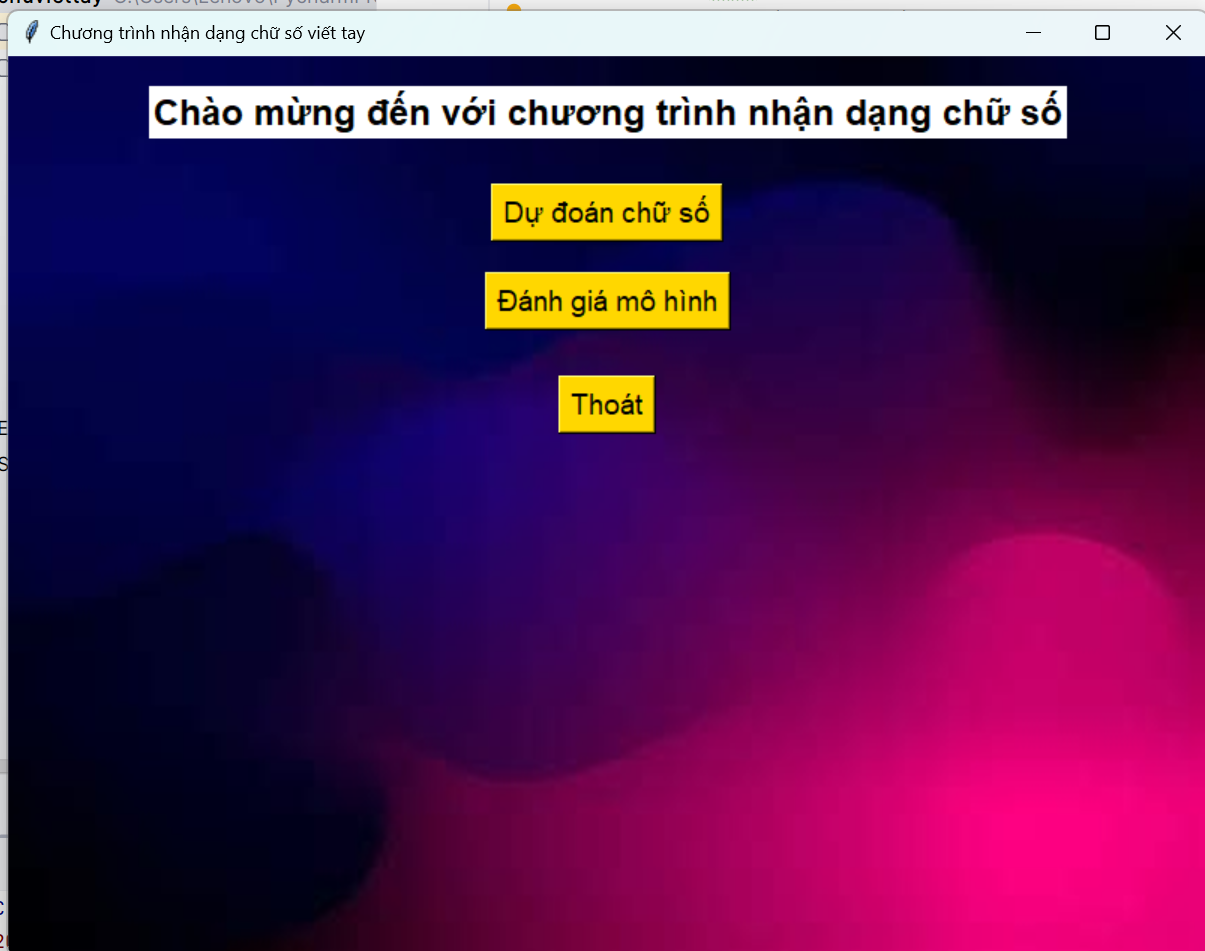 Chương trình nhận dạng chữ số viết tay
Chào mừng đến với chương trình nhận dạng chữ số
Dự đoán chữ số
Đánh giá mô hình
Thoát